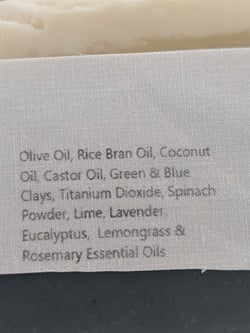 Olive Oil, Rice Bran Oil, Coconut
Oil, Castor Oil, Green & Blue
Clays, Titanium Dioxide, Spinach
Powder, Lime, Lavender,
Eucalyptus, Lemongrass &
Rosemary Essential Oils